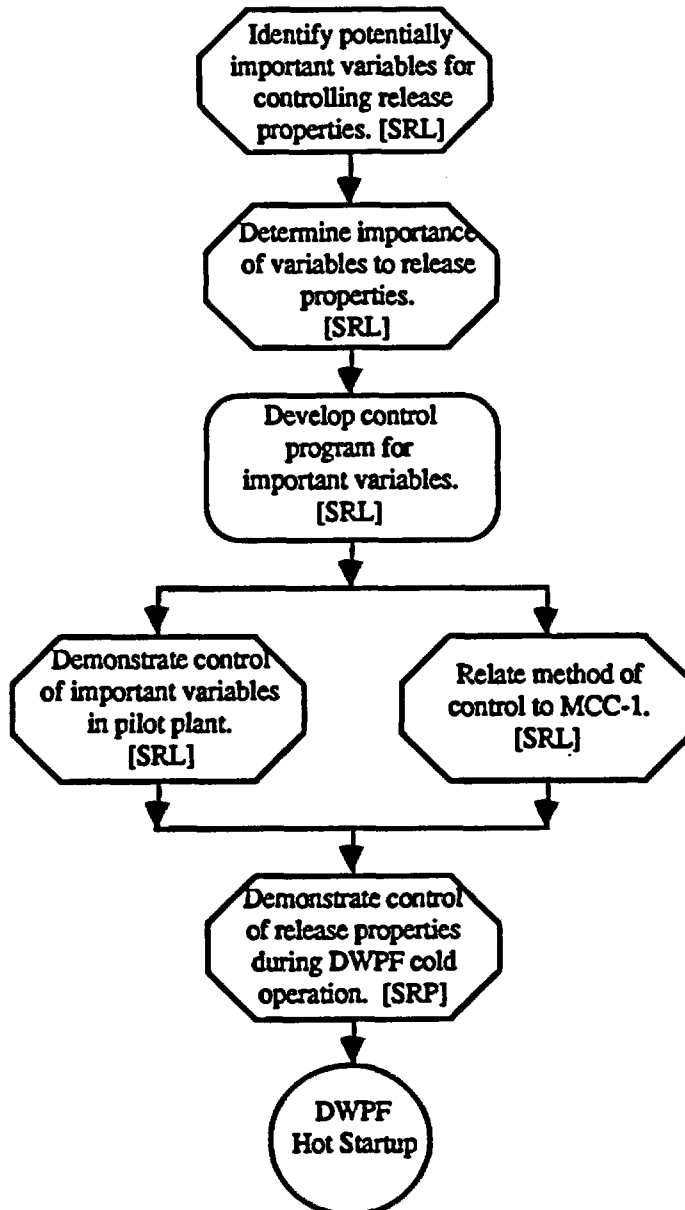 Identify potentially
important variables for
controlling release
properties. [SRL]
Determine importance
of variables to release
properties.
[SRL]
Develop control
program for
important variables.
[SRL]
Demonstrate control
of important variables
in pilot plant.
[SRL]
Relate method of
control to MCC-1.
[SRL]
Demonstrate control
of release properties
during DWPF cold
operation. [SRP]
DWPF
Hot Startup